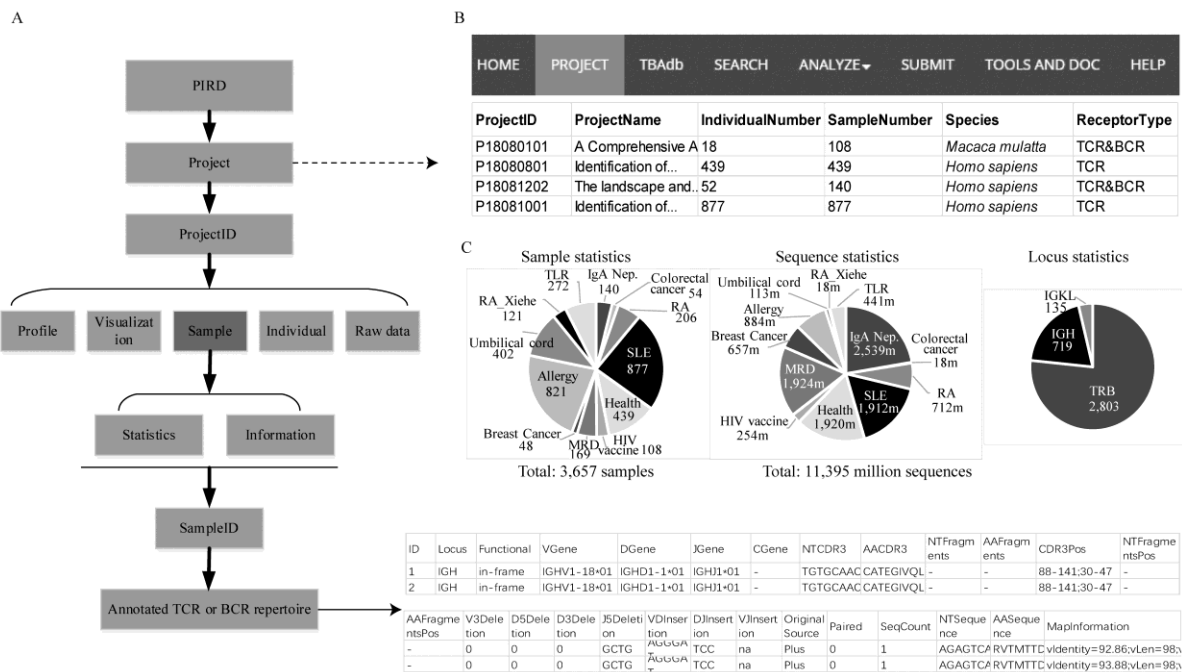 A
PIRD
Project
ProjectID
Profile
Visualizat
ion
Sample
Individual
Raw data
Statistics
Information
SampleID
Annotated TCR or BCR repertoire
B
HOME PROJECT TBAdb SEARCH ANALYZE SUBMIT TOOLS AND DOC HELP
ProjectID ProjectName IndividualNumber SampleNumber Species ReceptorType
P18080101 A Comprehensive A 18 108 Macaca mulatta TCR&BCR
P18080801 Identification of... 439 439 Homo sapiens TCR
P18081202 The landscape and.. 52 140 Homo sapiens TCR&BCR
P18081001 Identification of... 877 877 Homo sapiens TCR
C
Sample statistics
TLR
272
IgA Nep.
140
Colorectal
cancer 54
RA
206
SLE
877
Health
439
HIV
vaccine 108
MRD
169
Breast Cancer
48
Allergy
821
Umbilical cord
402
RA_Xiehe
121
Total: 3,657 samples
Sequence statistics
RA_Xiehe
18m
TLR
441m
IgA Nep.
2,539m
Colorectal
cancer
18m
RA
712m
SLE
1,912m
Health
1,920m
HIV vaccine
254m
MRD
1,924m
Breast Cancer
657m
Allergy
884m
Umbilical cord
113m
Total: 11,395 million sequences
Locus statistics
IGKL
135
IGH
719
TRB
2,803
ID Locus Functional VGene DGene JGene CGene NTCDR3 AACDR3 NTFragm
ents AAFragm
ents CDR3Pos NTFragme
ntsPos
1 IGH in-frame IGHV1-18*01 IGHD1-1*01 IGHJ1*01 - TGTGCAAC CATEGIVQL - - 88-141;30-47 -
2 IGH in-frame IGHV1-18*01 IGHD1-1*01 IGHJ1*01 - TGTGCAAC CATEGIVQL - - 88-141;30-47 -
AAFragme
ntsPos V3Dele
tion D5Dele
tion D3Dele
tion J5Deleti
on VDInser
tion DJInsert
ion VJInsert
ion Original
Source Paired SeqCount NTSeque
nce AASeque
nce MapInformation
- 0 0 0 GCTG AGGGAT TCC na Plus 0 1 AGAGTCA RVTMTTD vIdentity=92.86;vLen=98;v
- 0 0 0 GCTG AGGGA TCC na Plus 0 1 AGAGTCA RVTMTTD vIdentity=93.88;vLen=98;v